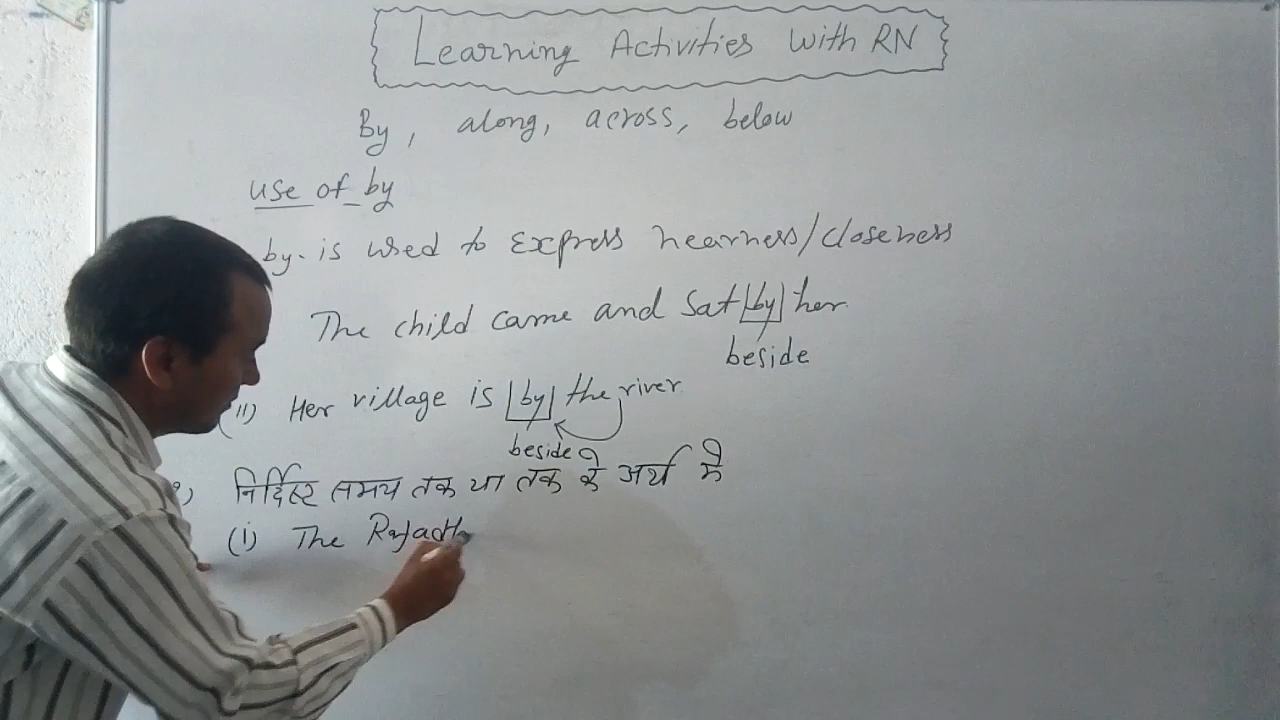 Learning Activities With RN
By, along, across, below
use of by
by. is used to Express nearness/closeness
The child came and Sat by her.
beside
(11) Her village is by the river.
beside
निर्दिष्ट समय तक या तक के अर्थ में
(i) The Rajadh